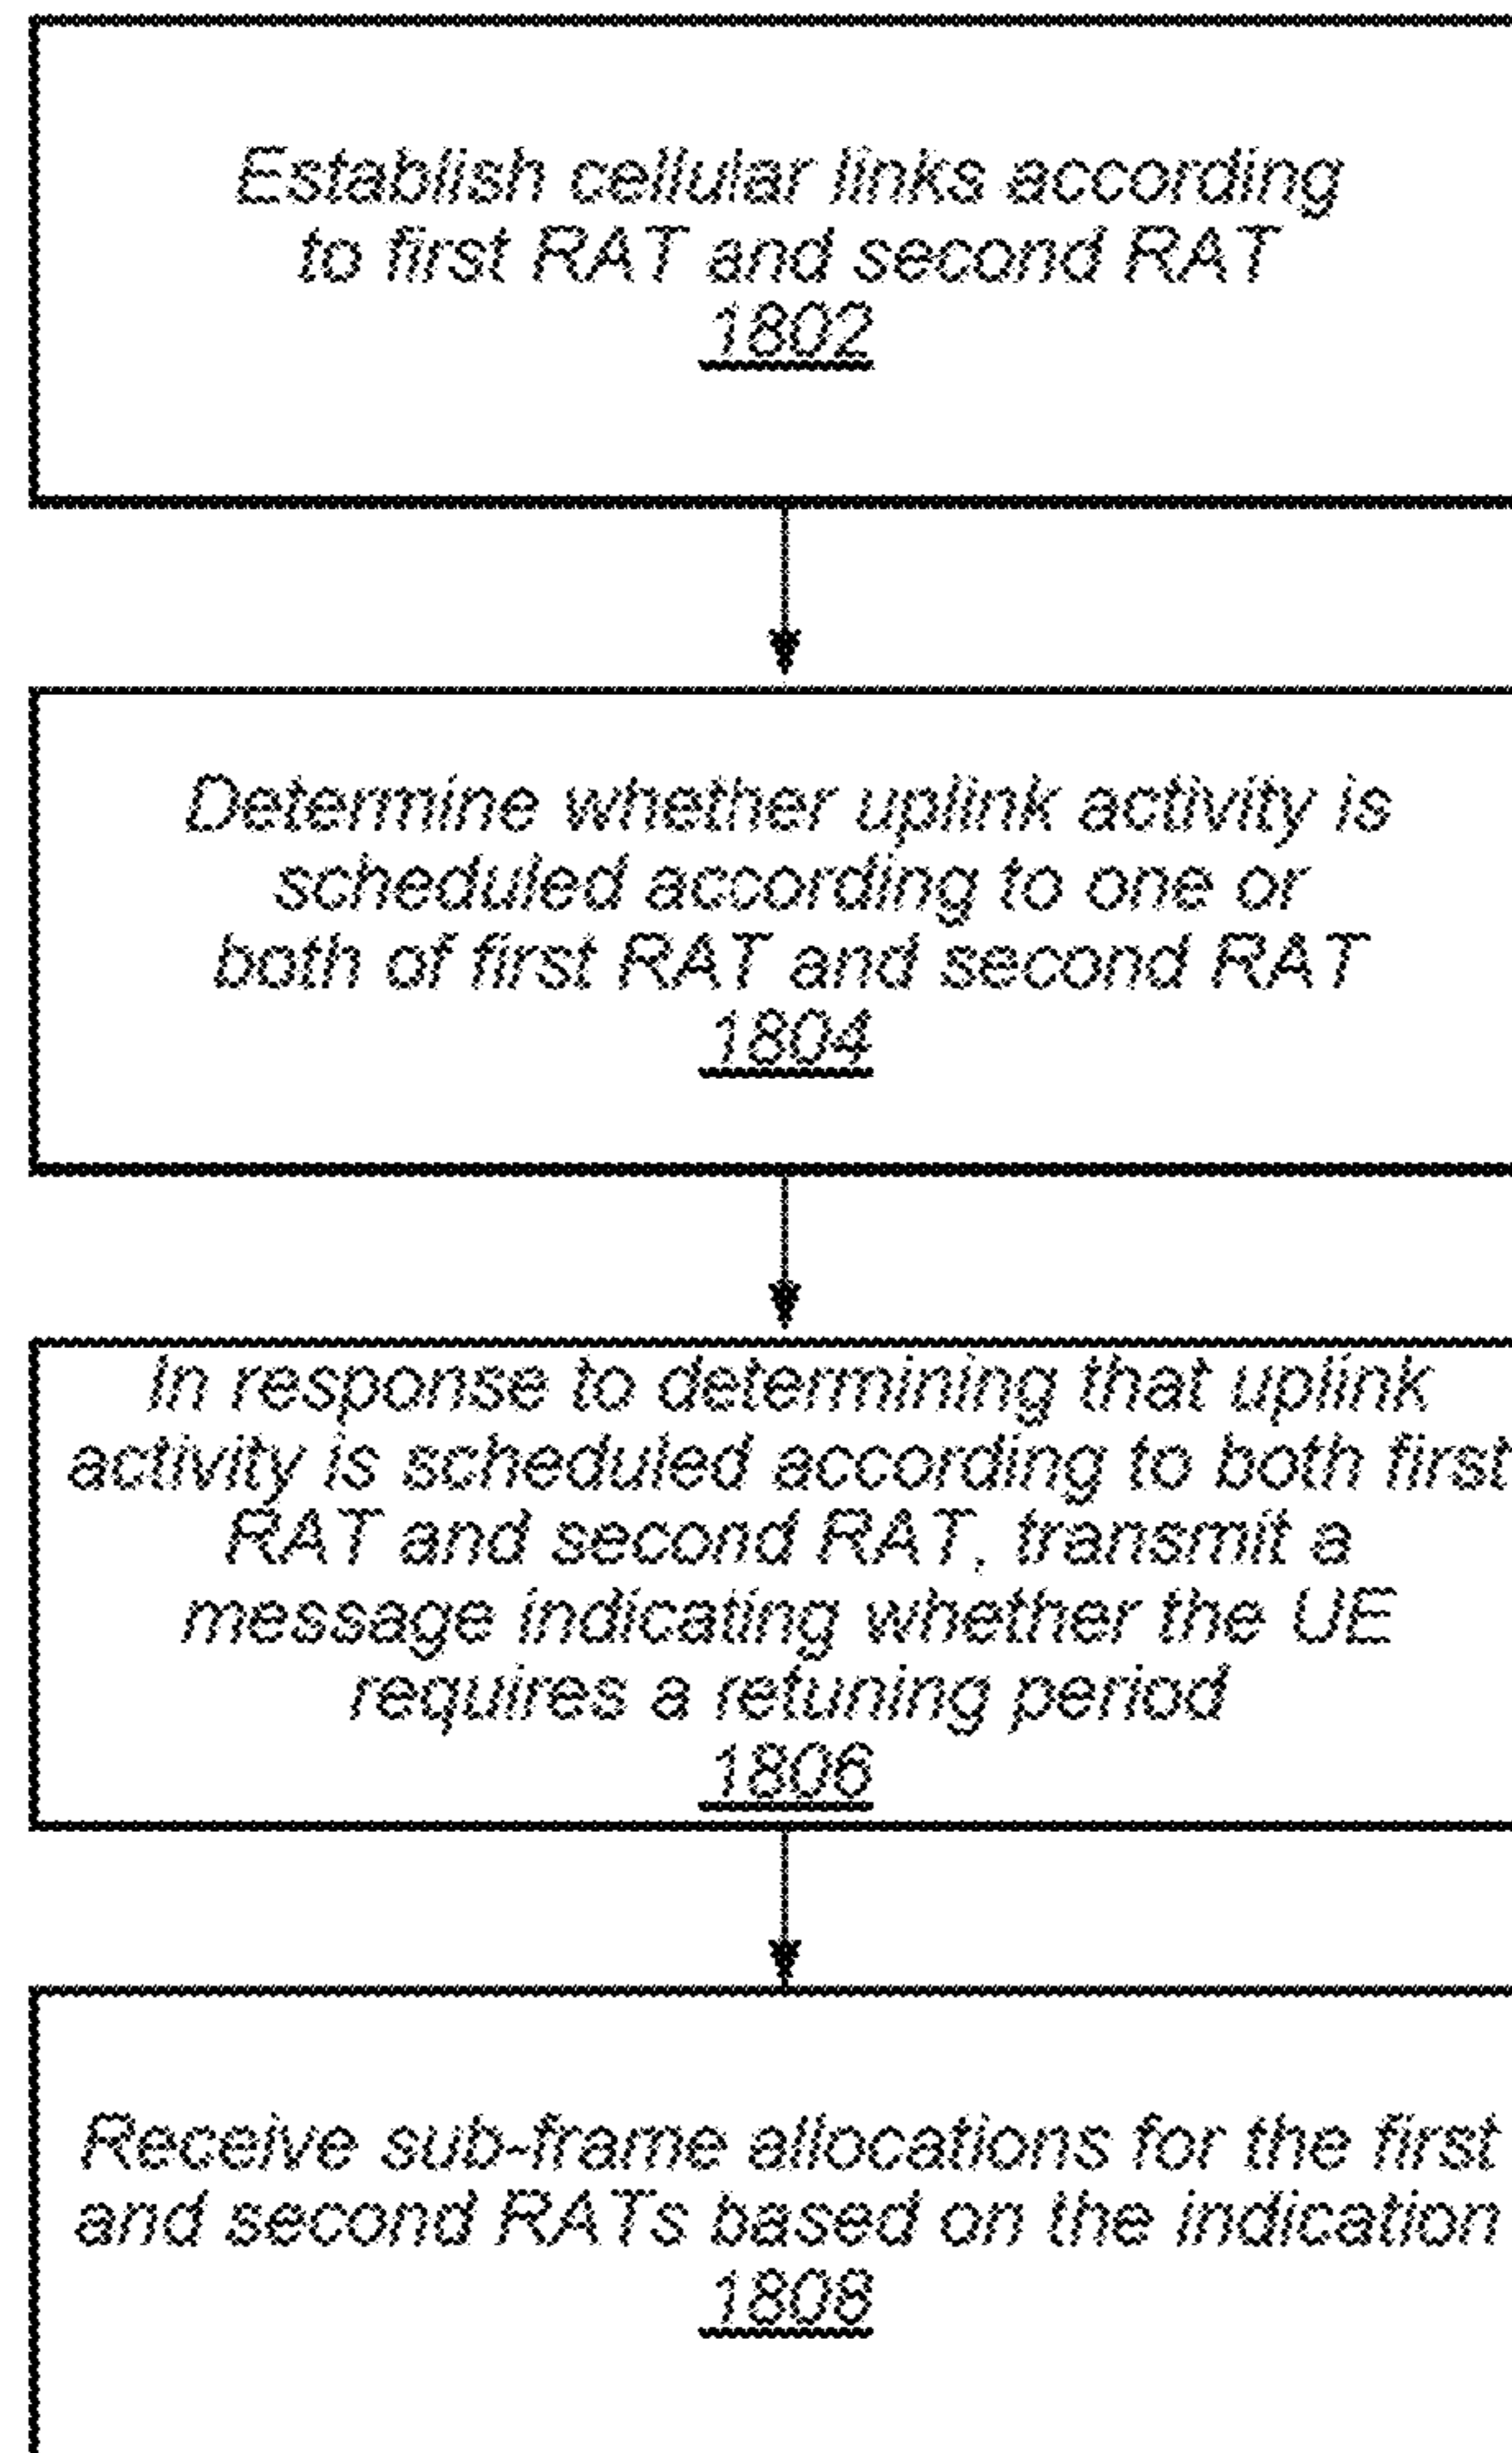 Establish cellular links according
to first RAT and second RAT
1802
Determine whether uplink activity is
scheduled according to one or
both of first RAT and second RAT
1804
In response to determining that uplink
activity is scheduled according to both first
RAT and second RAT, transmit a
message indicating whether the UE
requires a retuning period
1806
Receive sub-frame allocations for the first
and second RATs based on the indication
1808